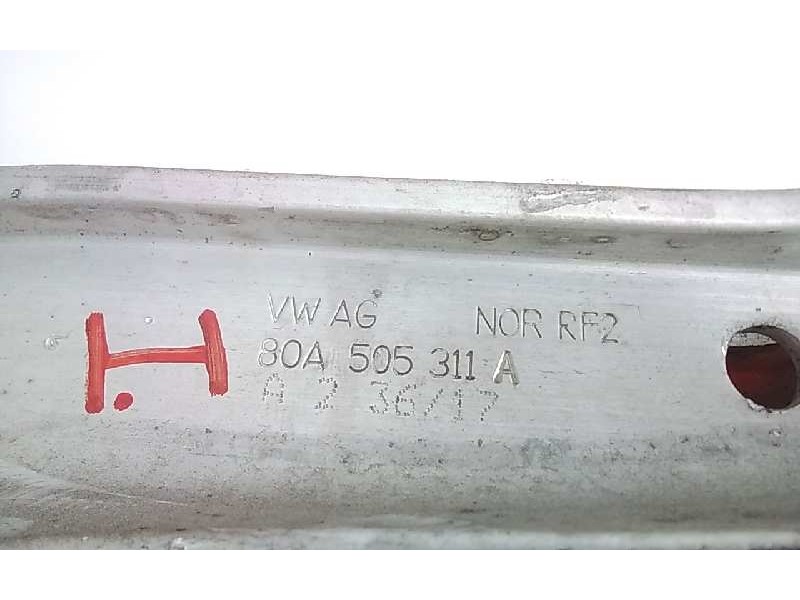 H.
VW AG NOR RF2
80A 505 311 A
A 2 36/17